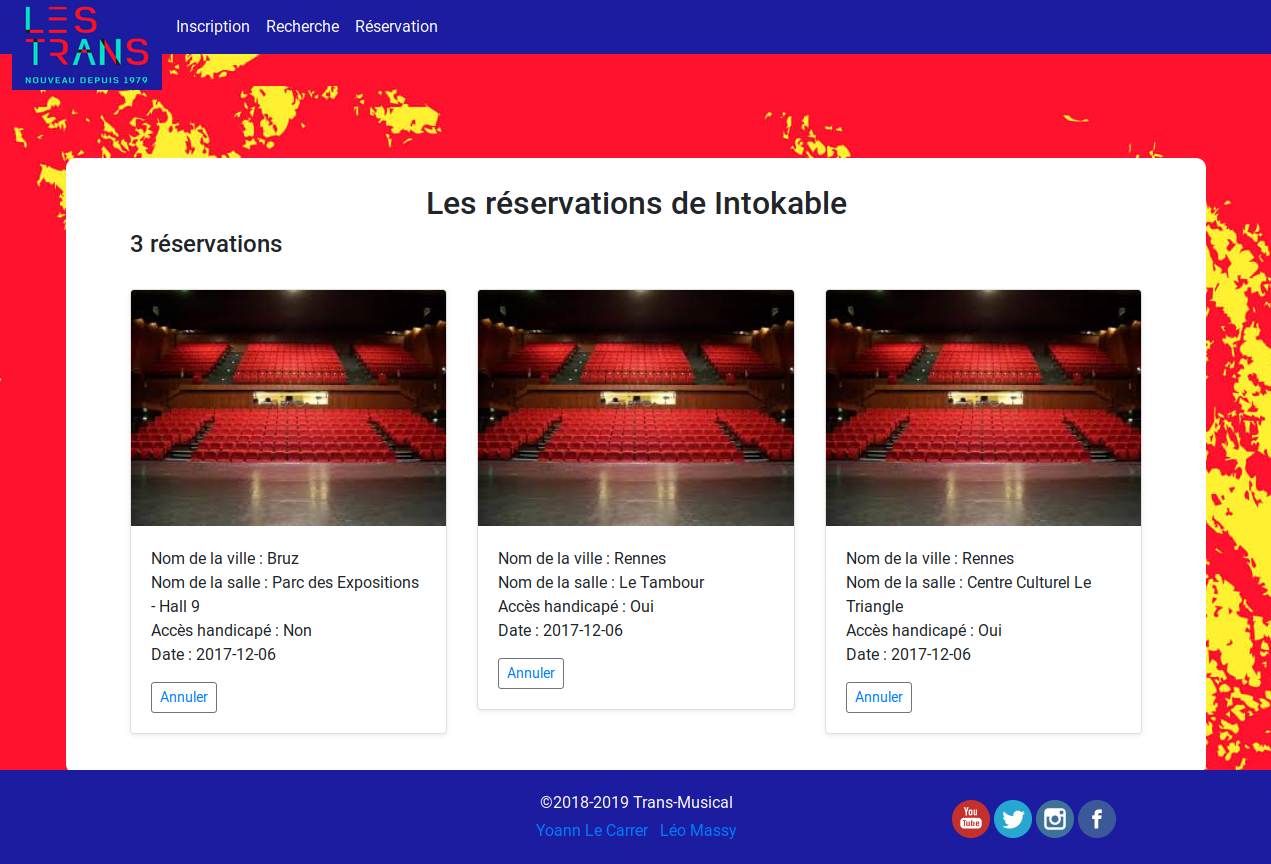 LES
TRANS
NOUVEAU DEPUIS 1979
Inscription Recherche Réservation
Les réservations de Intokable
3 réservations
Nom de la ville : Bruz
Nom de la salle : Parc des Expositions
- Hall 9
Accès handicapé : Non
Date : 2017-12-06
Annuler
Nom de la ville : Rennes
Nom de la salle : Le Tambour
Accès handicapé : Oui
Date : 2017-12-06
Annuler
Nom de la ville : Rennes
Nom de la salle : Centre Culturel Le
Triangle
Accès handicapé : Oui
Date : 2017-12-06
Annuler
©2018-2019 Trans-Musical
Yoann Le Carrer Léo Massy
You
Tube
f